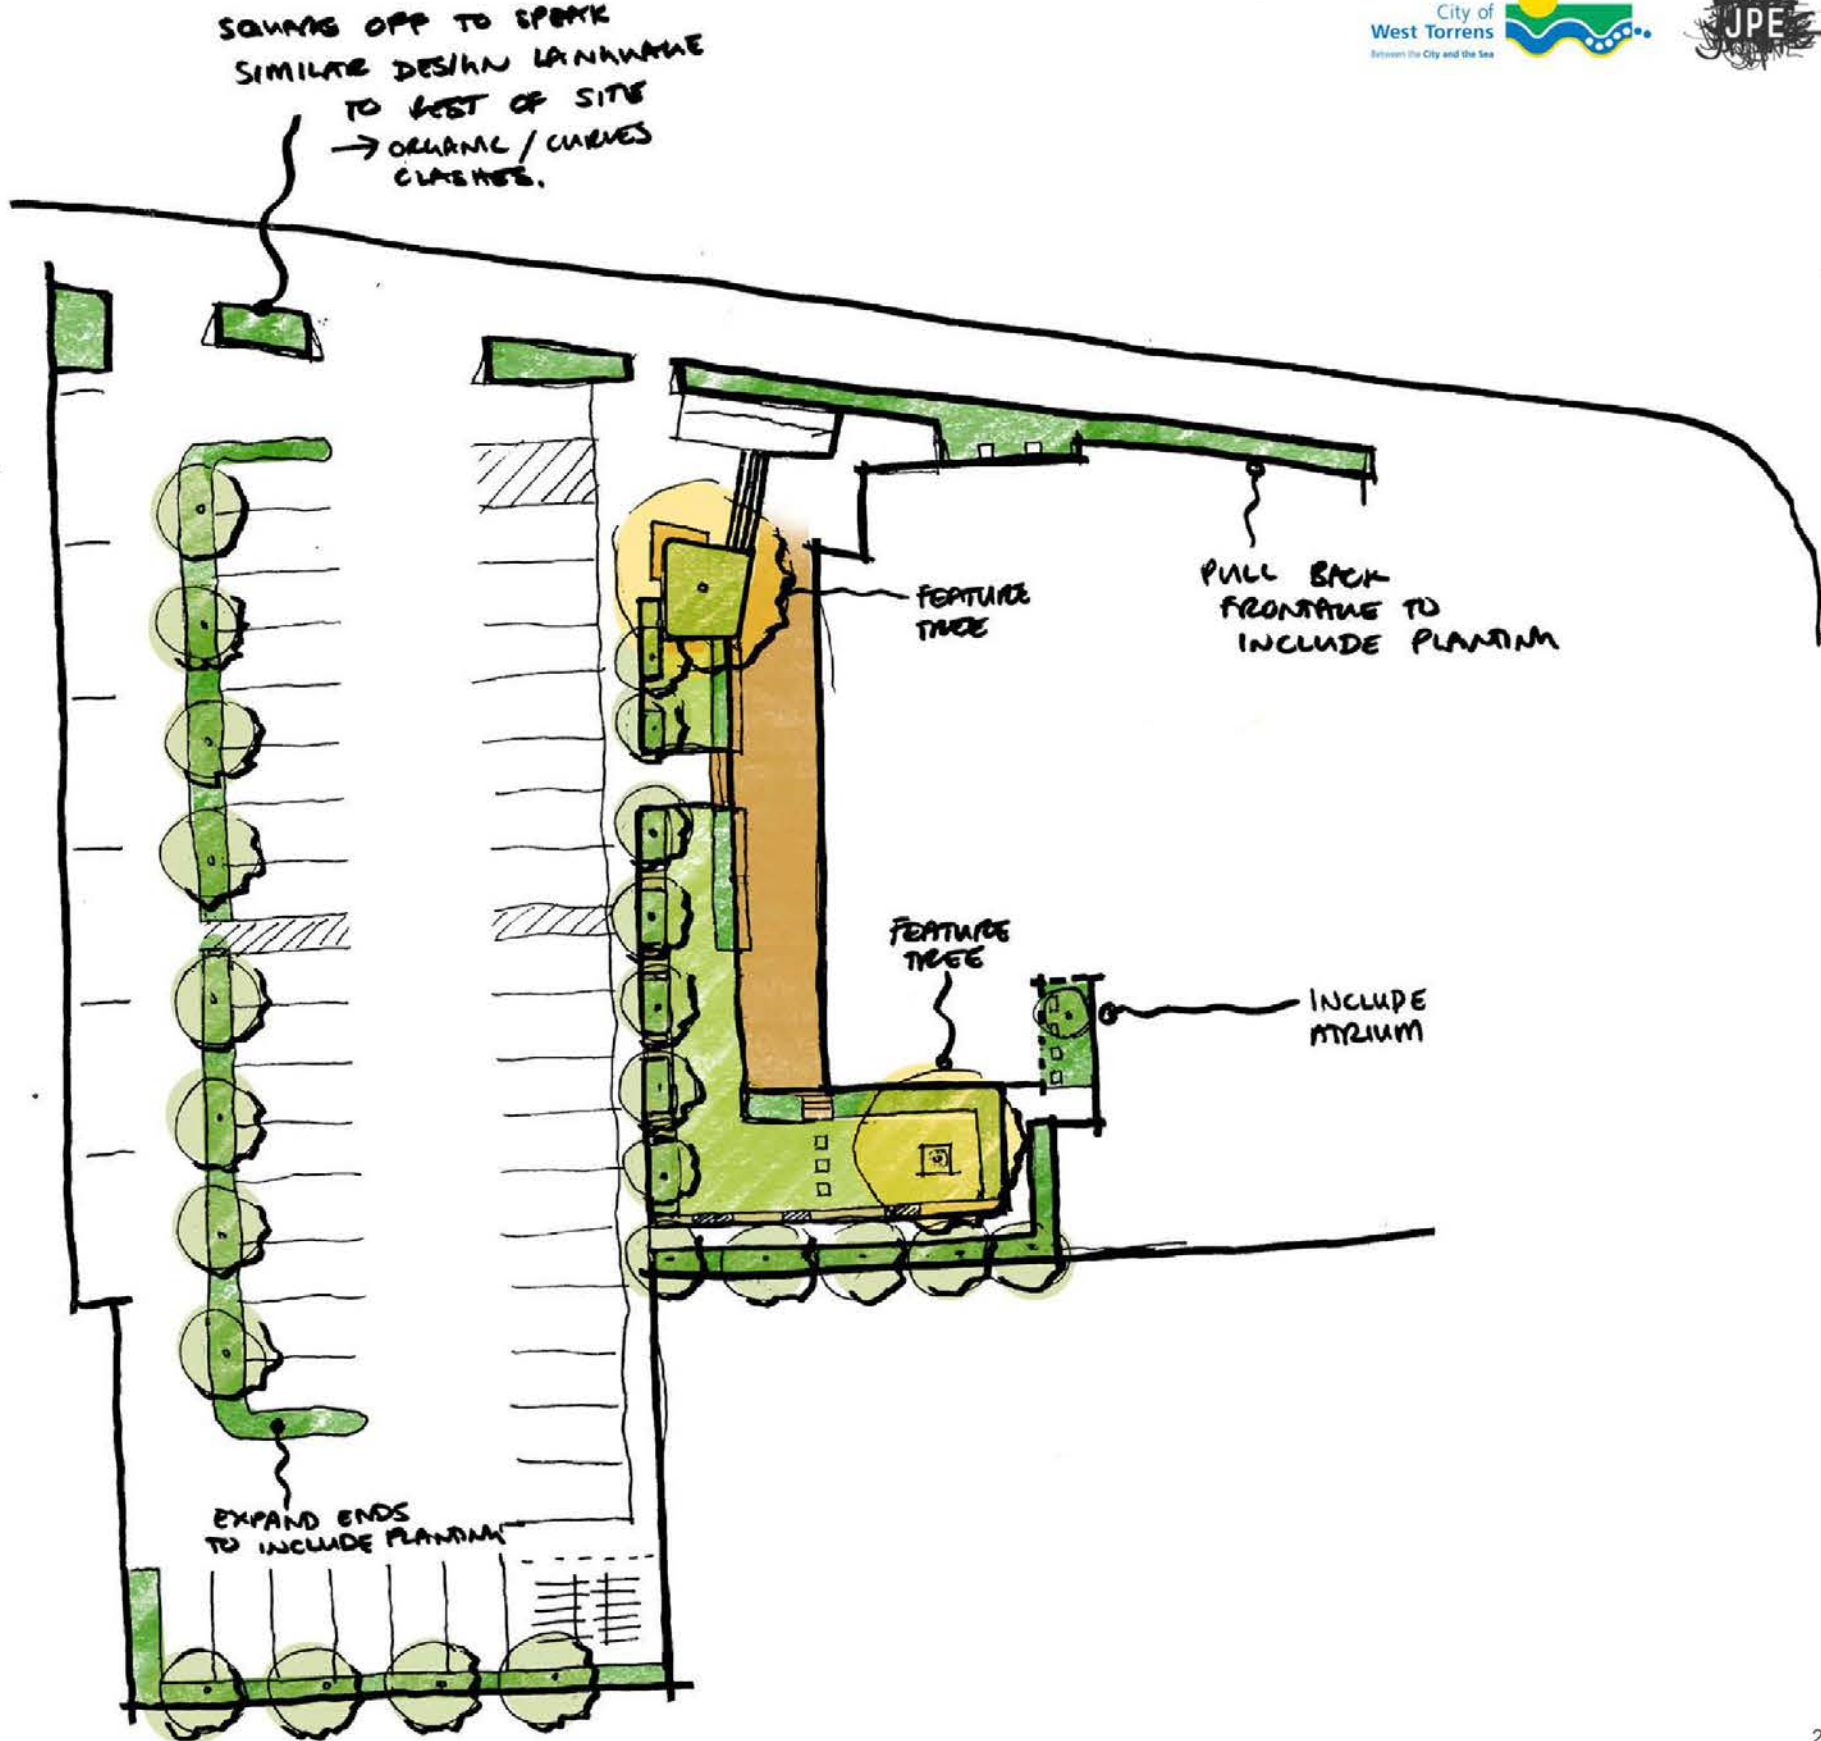 SQUARE OFF TO SPEAK
SIMILAR DESIGN LANGUAGE
TO REST OF SITE
→ ORGANIC / CURVES
CLASHES.
City of
West Torrens
Between the City and the Sea
JPE
FEATURE
TREE
PULL BACK
FRONTAGE TO
INCLUDE PLANTING
FEATURE
TREE
INCLUDE
ATRIUM
EXPAND ENDS
TO INCLUDE PLANTING
2